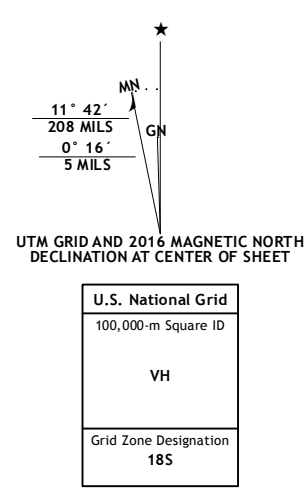 ★
MN
11° 42´
208 MILS
GN
0° 16´
5 MILS
UTM GRID AND 2016 MAGNETIC NORTH
DECLINATION AT CENTER OF SHEET
U.S. National Grid
100,000-m Square ID
VH
Grid Zone Designation
18S